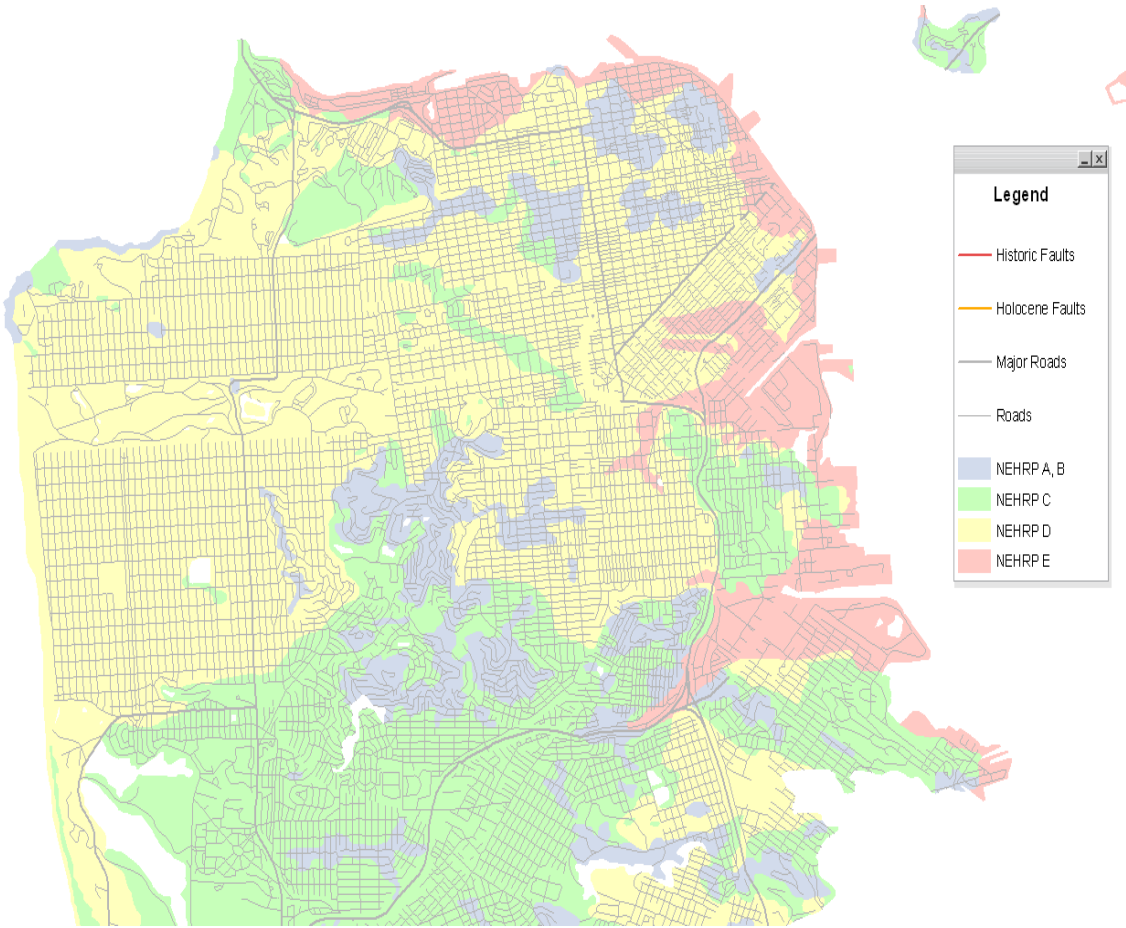 Legend
Historic Faults
Holocene Faults
Major Roads
Roads
NEHRP A, B
NEHRP C
NEHRP D
NEHRP E